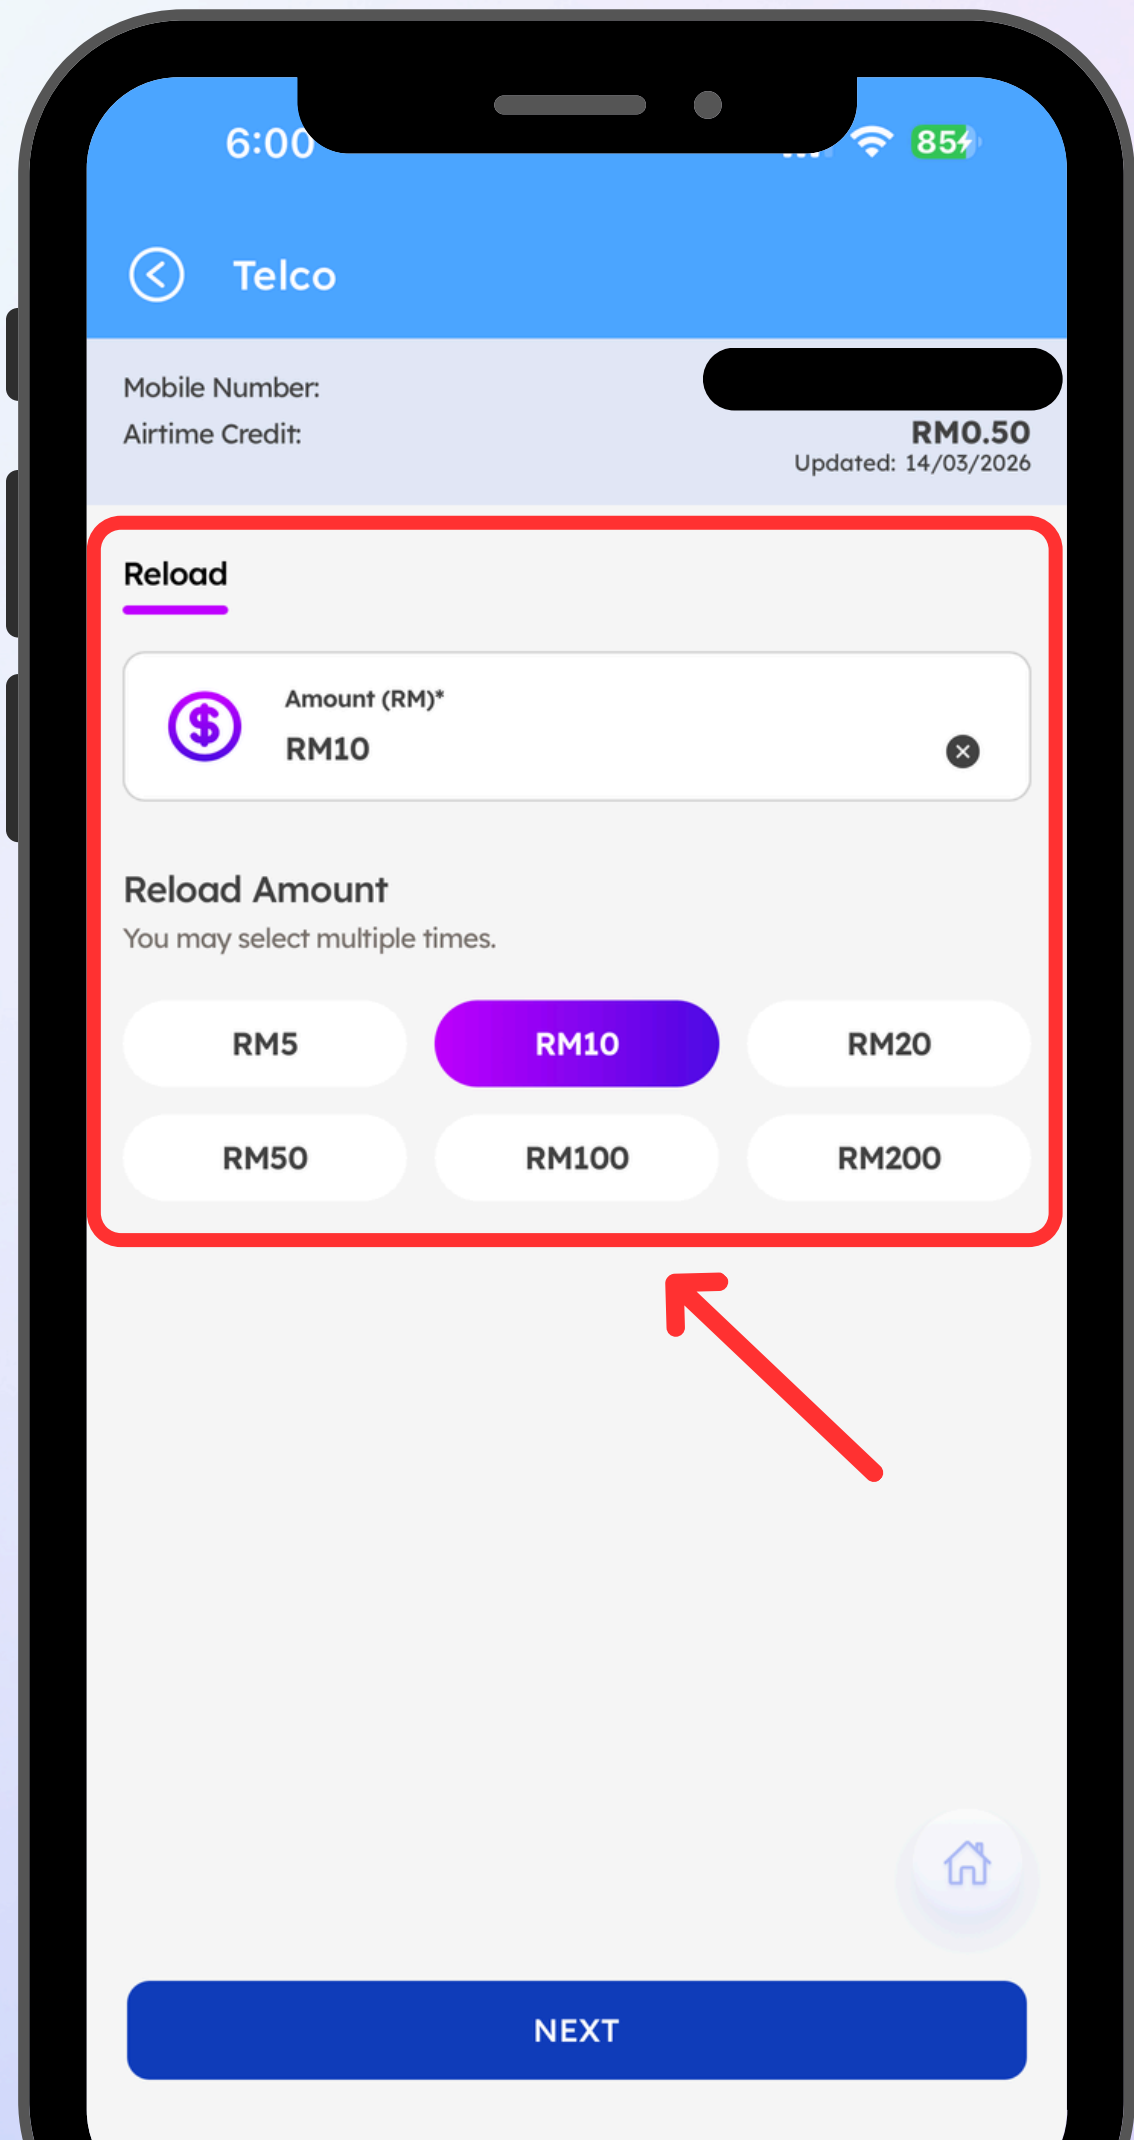 6:00
85
Telco
Mobile Number:
Airtime Credit:
RM0.50
Updated: 14/03/2026
Reload
Amount (RM)*
RM10
Reload Amount
You may select multiple times.
RM5
RM10
RM20
RM50
RM100
RM200
NEXT